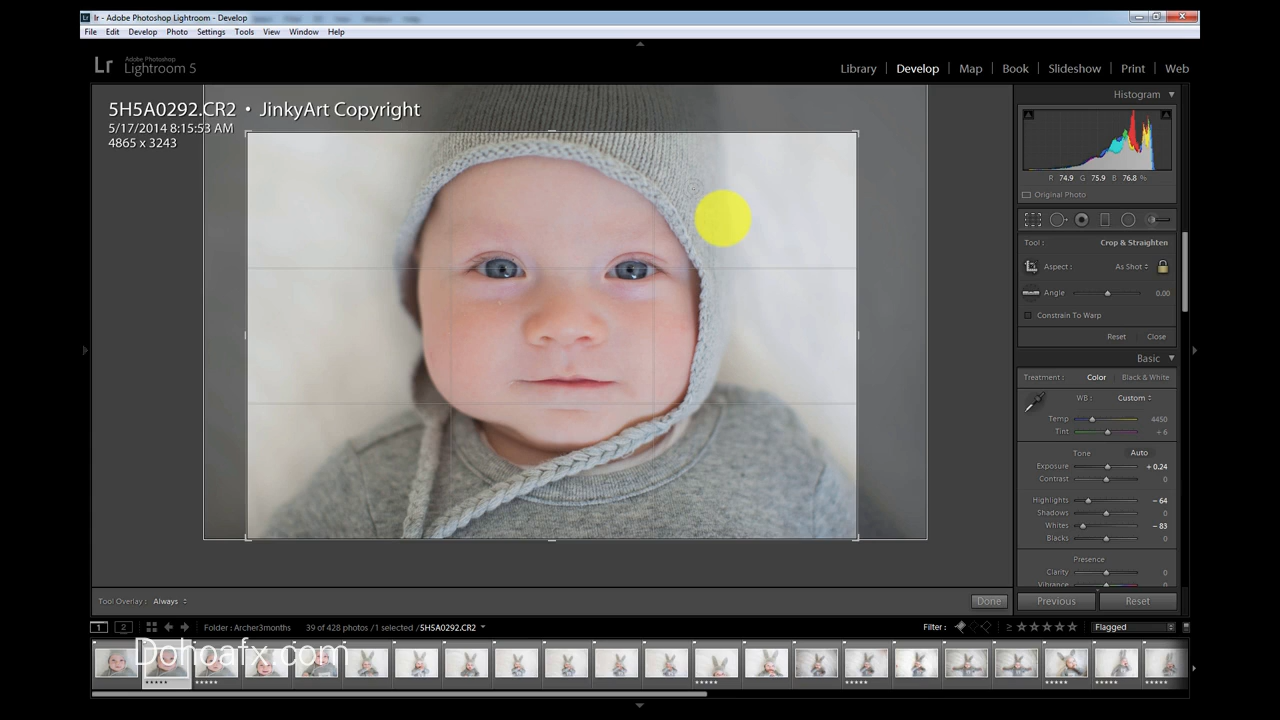 lr - Adobe Photoshop Lightroom - Develop
File Edit Develop Photo Settings Tools View Window Help
Lr Adobe Photoshop
Lightroom 5
Library | Develop | Map | Book | Slideshow | Print | Web
5H5A0292.CR2 • JinkyArt Copyright
5/17/2014 8:15:53 AM
4865 x 3243
Histogram
R 74.9 G 75.9 B 76.8 %
Original Photo
Tool : Crop & Straighten
Aspect : As Shot
Angle 0.00
Constrain To Warp
Reset Close
Basic
Treatment : Color Black & White
WB : Custom
Temp 4450
Tint + 6
Tone Auto
Exposure + 0.24
Contrast 0
Highlights − 64
Shadows 0
Whites − 83
Blacks 0
Presence
Clarity 0
Vibrance
Tool Overlay : Always Done
Previous Reset
1 2 Folder : Archer3months 39 of 428 photos /1 selected /5H5A0292.CR2 Filter : ≥ ★★★★★ Flagged
Dohoafx.com